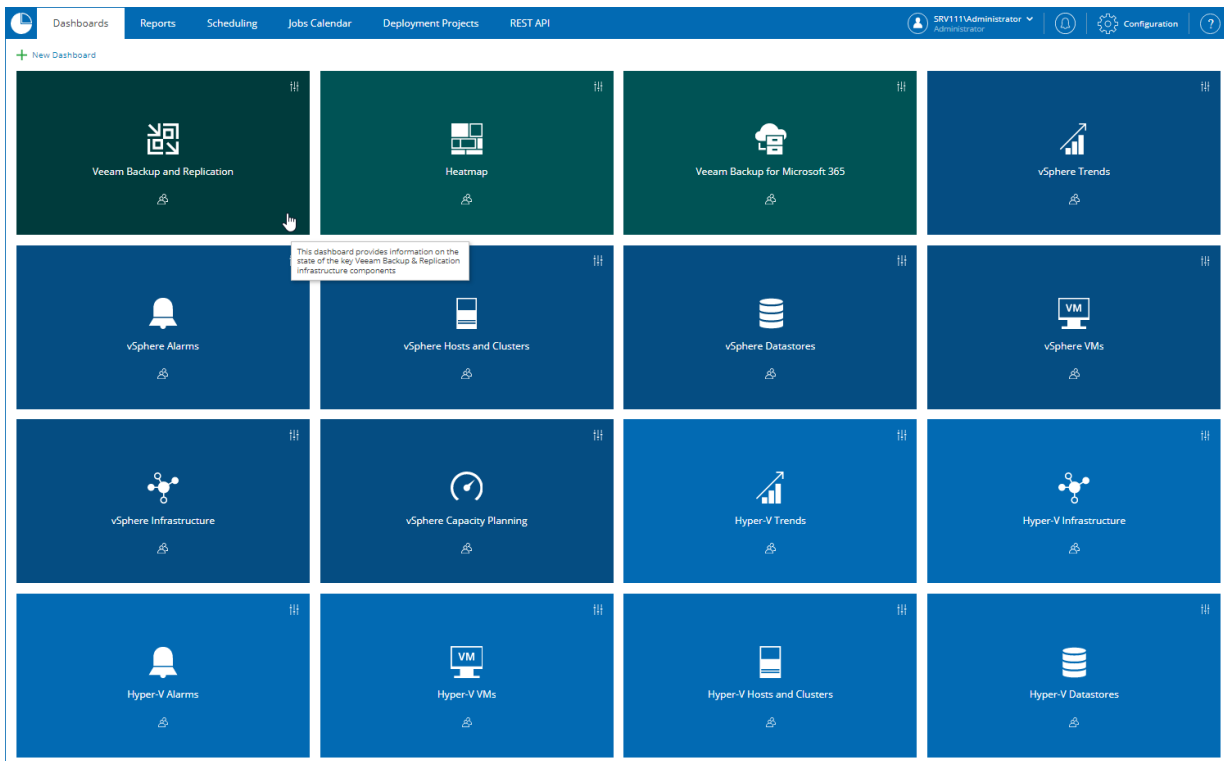 Dashboards Reports Scheduling Jobs Calendar Deployment Projects REST API SRV111\Administrator Configuration ?
Administrator
New Dashboard
Veeam Backup and Replication
Heatmap
Veeam Backup for Microsoft 365
vSphere Trends
This dashboard provides information on the
state of the key Veeam Backup & Replication
infrastructure components
vSphere Alarms
vSphere Hosts and Clusters
vSphere Datastores
VM
vSphere VMs
vSphere Infrastructure
vSphere Capacity Planning
Hyper-V Trends
Hyper-V Infrastructure
Hyper-V Alarms
VM
Hyper-V VMs
Hyper-V Hosts and Clusters
Hyper-V Datastores